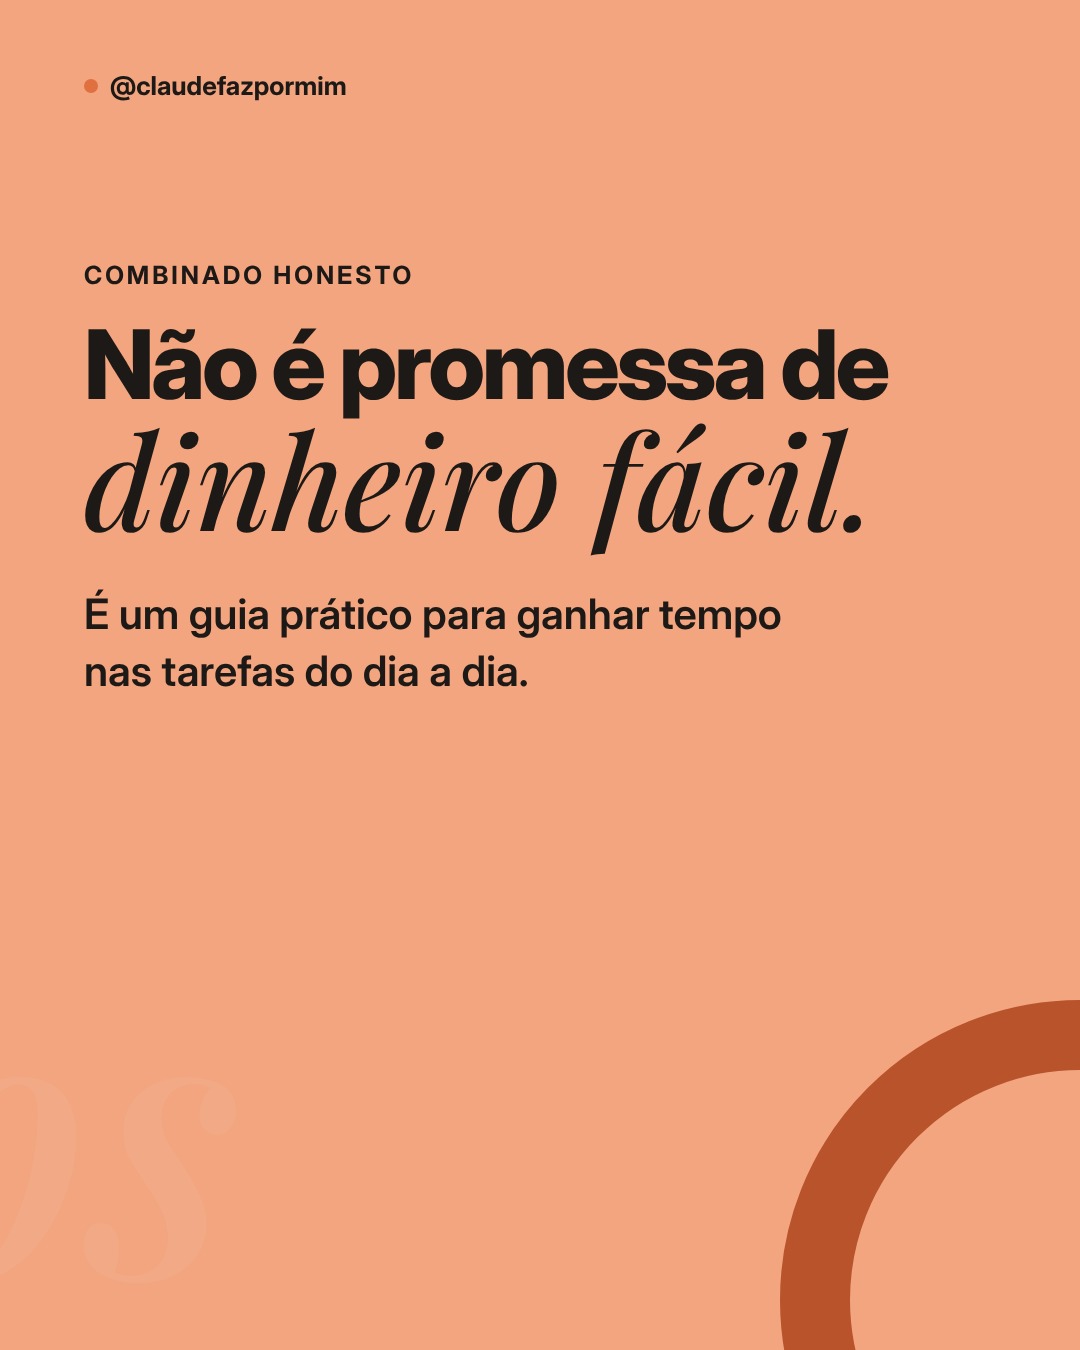 @claudefazpormim
COMBINADO HONESTO
Não é promessa de
dinheiro fácil.
É um guia prático para ganhar tempo
nas tarefas do dia a dia.
os